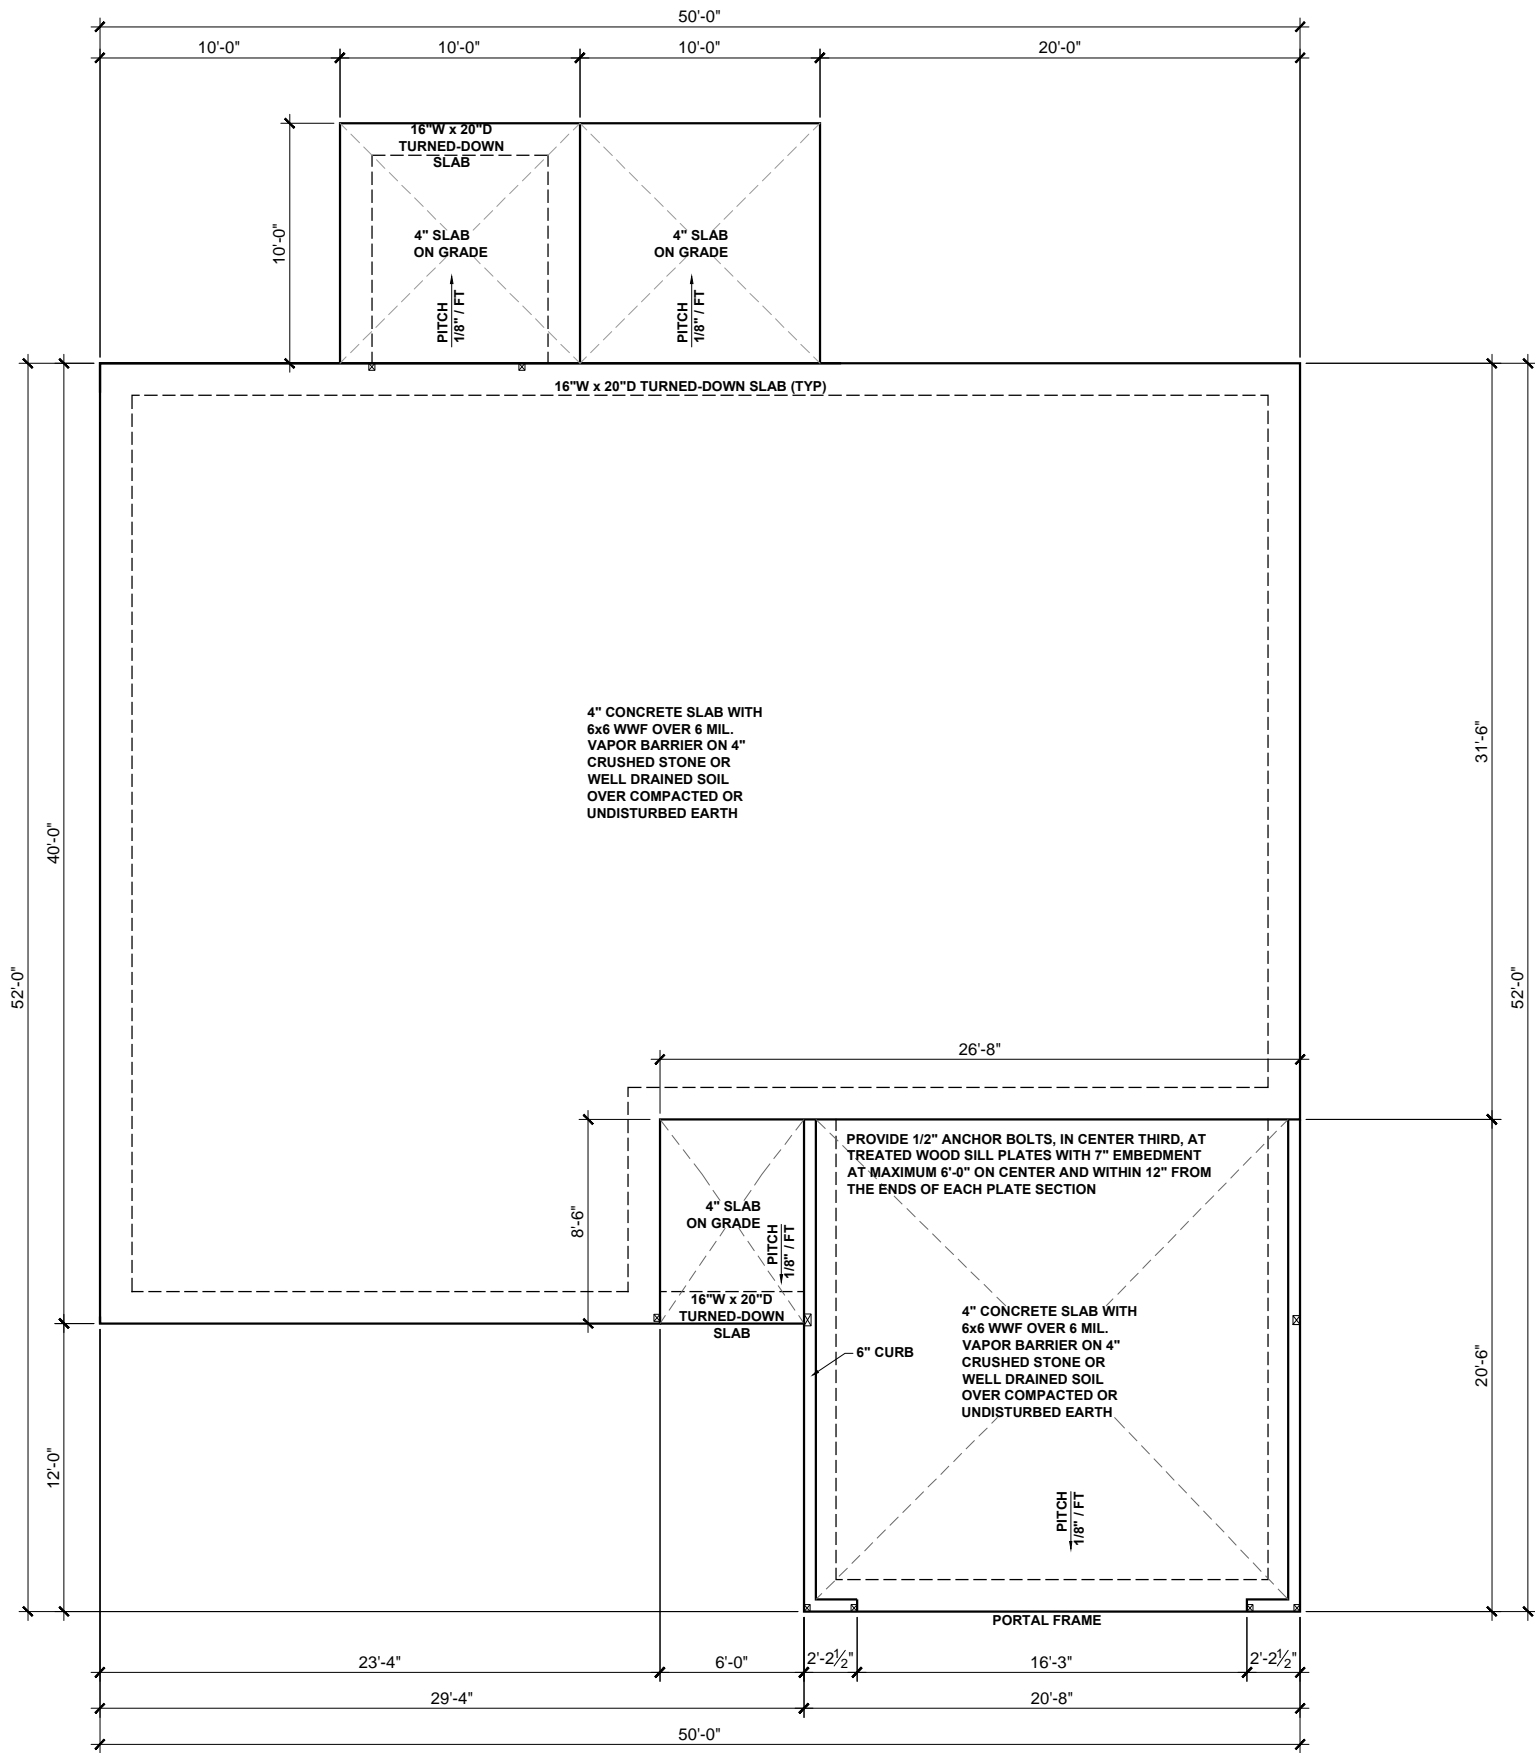 50'-0"
10'-0"
10'-0"
10'-0"
20'-0"
16"W x 20"D
TURNED-DOWN
SLAB
10'-0"
4" SLAB
ON GRADE
4" SLAB
ON GRADE
PITCH
1/8" / FT
PITCH
1/8" / FT
16"W x 20"D TURNED-DOWN SLAB (TYP)
4" CONCRETE SLAB WITH
6x6 WWF OVER 6 MIL.
VAPOR BARRIER ON 4"
CRUSHED STONE OR
WELL DRAINED SOIL
OVER COMPACTED OR
UNDISTURBED EARTH
31'-6"
40'-0"
52'-0"
52'-0"
26'-8"
PROVIDE 1/2" ANCHOR BOLTS, IN CENTER THIRD, AT
TREATED WOOD SILL PLATES WITH 7" EMBEDMENT
AT MAXIMUM 6'-0" ON CENTER AND WITHIN 12" FROM
THE ENDS OF EACH PLATE SECTION
8'-6"
4" SLAB
ON GRADE
PITCH
1/8" / FT
16"W x 20"D
TURNED-DOWN
SLAB
6" CURB
4" CONCRETE SLAB WITH
6x6 WWF OVER 6 MIL.
VAPOR BARRIER ON 4"
CRUSHED STONE OR
WELL DRAINED SOIL
OVER COMPACTED OR
UNDISTURBED EARTH
20'-6"
12'-0"
PITCH
1/8" / FT
PORTAL FRAME
23'-4"
6'-0"
2'-2½"
16'-3"
2'-2½"
29'-4"
20'-8"
50'-0"